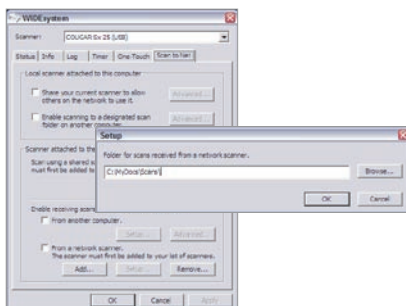 WIDEsystem
Scanner: COUGAR Sx 25 (USB)
Status Info Log Timer One Touch Scan to Net
Local scanner attached to this computer
Share your current scanner to allow
others on the network to use it.
Advanced...
Enable scanning to a designated scan
folder on another computer.
Advanced...
Scanner attached to the
Scan using a shared
must first be added to
Enable receiving scans
From another computer.
Setup... Advanced...
From a network scanner.
The scanner must first be added to your list of scanners.
Add... Setup... Remove...
OK Cancel Apply
Setup
Folder for scans received from a network scanner.
C:\MyDocs\Scans\
Browse...
OK Cancel